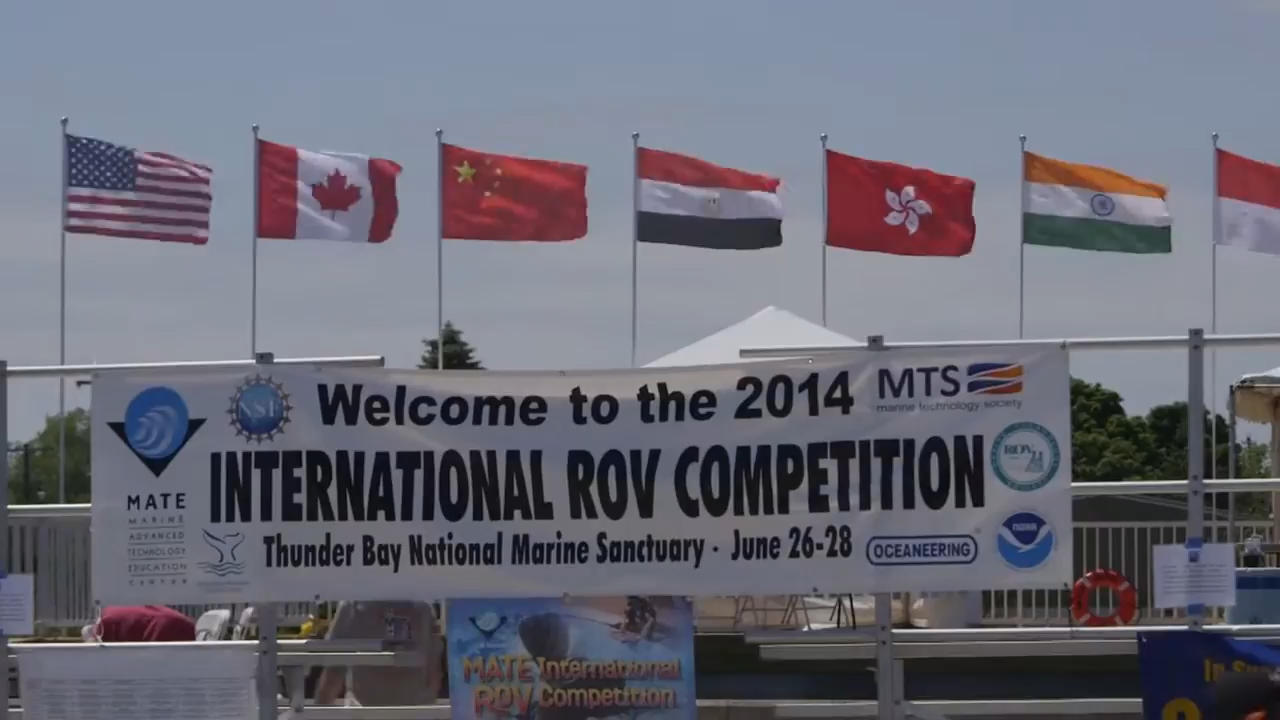 Welcome to the 2014
MTS
marine technology society
NSF
INTERNATIONAL ROV COMPETITION
MATE
MARINE
ADVANCED
TECHNOLOGY
EDUCATION
CENTER
Thunder Bay National Marine Sanctuary · June 26-28
OCEANEERING
NOAA
MATE International
ROV Competition